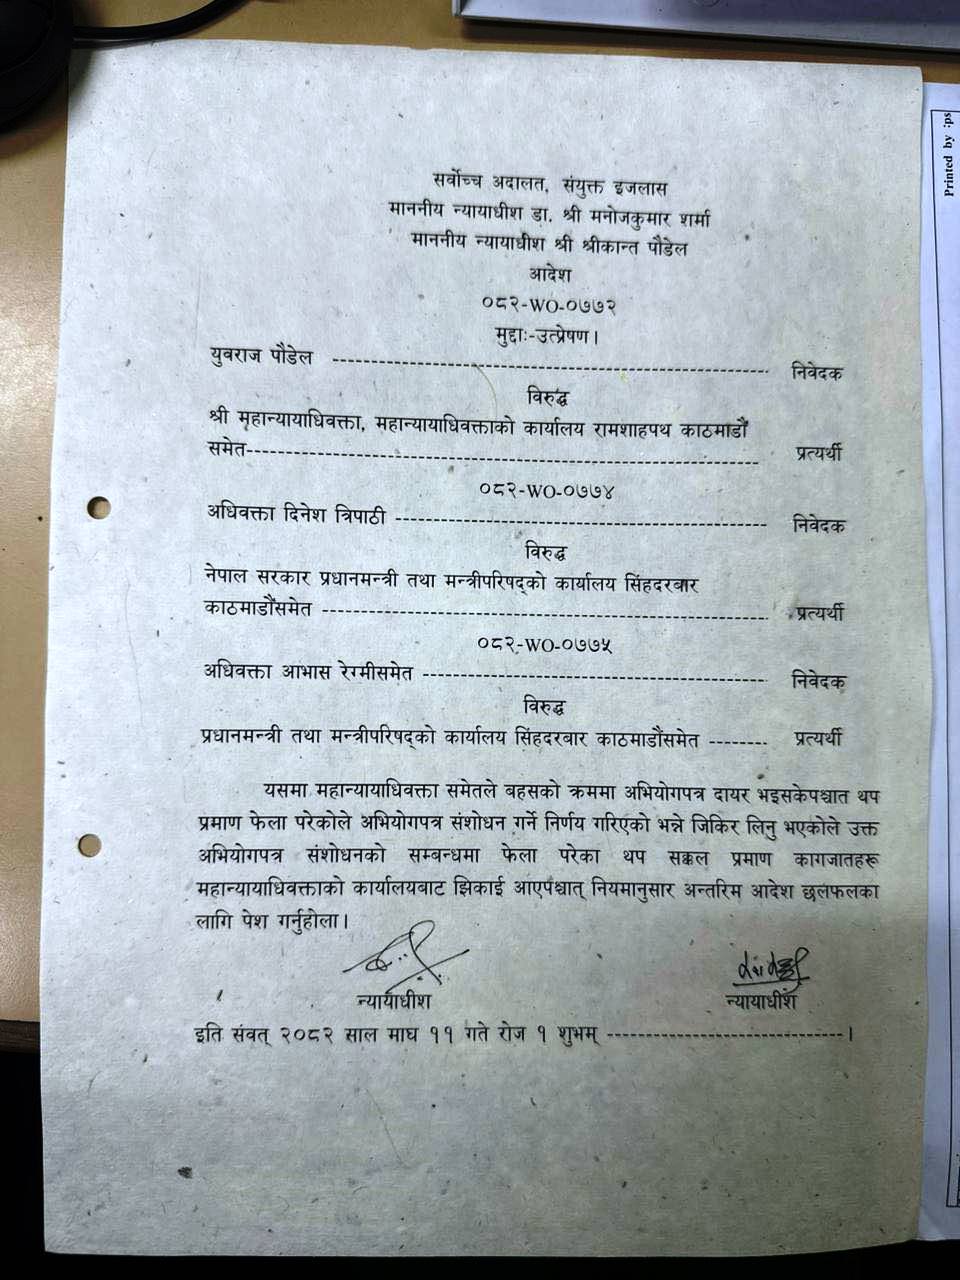 Printed by :ps
सर्वोच्च अदालत, संयुक्त इजलास
माननीय न्यायाधीश डा. श्री मनोजकुमार शर्मा
माननीय न्यायाधीश श्री श्रीकान्त पौडेल
आदेश
०८२-WO-०७७२
मुद्दाः-उत्प्रेषण।
युवराज पौडेल ---------------------------------------------------------------- निवेदक
विरुद्ध
श्री महान्यायाधिवक्ता, महान्यायाधिवक्ताको कार्यालय रामशाहपथ काठमाडौं
समेत---------------------------------------------------------------------------- प्रत्यर्थी
०८२-WO-०७७४
अधिवक्ता दिनेश त्रिपाठी ------------------------------------------------------- निवेदक
विरुद्ध
नेपाल सरकार प्रधानमन्त्री तथा मन्त्रीपरिषद्को कार्यालय सिंहदरबार
काठमाडौंसमेत ----------------------------------------------------------------- प्रत्यर्थी
०८२-WO-०७७५
अधिवक्ता आभास रेग्मीसमेत --------------------------------------------------- निवेदक
विरुद्ध
प्रधानमन्त्री तथा मन्त्रीपरिषद्को कार्यालय सिंहदरबार काठमाडौंसमेत -------- प्रत्यर्थी
यसमा महान्यायाधिवक्ता समेतले बहसको क्रममा अभियोगपत्र दायर भइसकेपश्चात थप
प्रमाण फेला परेकोले अभियोगपत्र संशोधन गर्ने निर्णय गरिएको भन्ने जिकिर लिनु भएकोले उक्त
अभियोगपत्र संशोधनको सम्बन्धमा फेला परेका थप सक्कल प्रमाण कागजातहरू
महान्यायाधिवक्ताको कार्यालयबाट झिकाई आएपश्चात् नियमानुसार अन्तरिम आदेश छलफलका
लागि पेश गर्नुहोला।
न्यायाधीश न्यायाधीश
इति संवत् २०८२ साल माघ ११ गते रोज १ शुभम् -------------------------------।